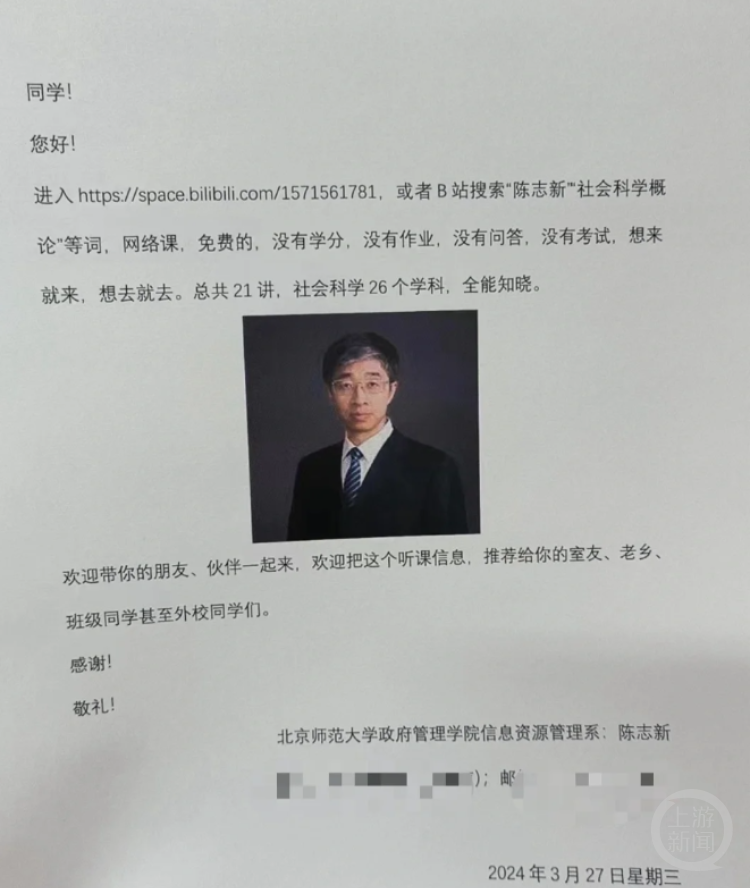 同学!
您好!
进入 https://space.bilibili.com/1571561781，或者 B 站搜索“陈志新”“社会科学概
论”等词，网络课，免费的，没有学分，没有作业，没有问答，没有考试，想来
就来，想去就去。总共 21 讲，社会科学 26 个学科，全能知晓。
欢迎带你的朋友、伙伴一起来，欢迎把这个听课信息，推荐给你的室友、老乡、
班级同学甚至外校同学们。
感谢!
敬礼!
北京师范大学政府管理学院信息资源管理系：陈志新
)；邮
上游
新闻
2024 年 3 月 27 日星期三